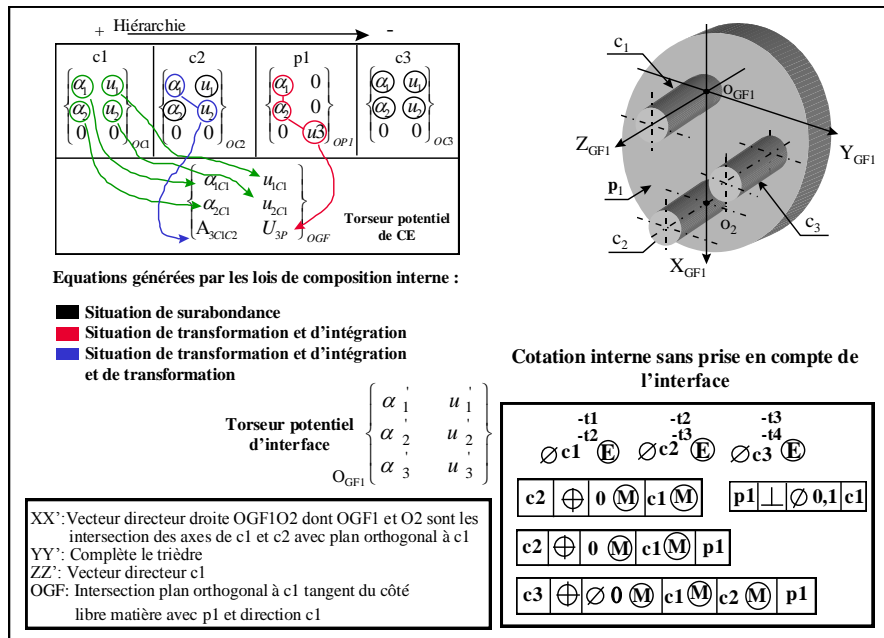 + Hiérarchie -
c1 c2 p1 c3
α1 u1 α1 u1 α1 0 α1 u1
α2 u2 α2 u2 α2 0 α2 u2
0 0 OC1 0 0 OC2 0 u3 OP1 0 0 OC3
α1C1 u1C1
α2C1 u2C1
A3C1C2 U3P OGF
Torseur potentiel
de CE
c1
oGF1
ZGF1
YGF1
p1
o2
c2
c3
XGF1
Equations générées par les lois de composition interne :
Situation de surabondance
Situation de transformation et d'intégration
Situation de transformation et d'intégration
et de transformation
Torseur potentiel
d'interface
α'1 u'1
α'2 u'2
α'3 u'3
OGF1
XX':Vecteur directeur droite OGF1O2 dont OGF1 et O2 sont les
intersection des axes de c1 et c2 avec plan orthogonal à c1
YY': Complète le trièdre
ZZ': Vecteur directeur c1
OGF: Intersection plan orthogonal à c1 tangent du côté
libre matière avec p1 et direction c1
Cotation interne sans prise en compte de
l'interface
-t1 -t2 -t3
∅ c1 -t2 Ⓔ ∅ c2 -t3 Ⓔ ∅ c3 -t4 Ⓔ
c2 ⌖ 0 Ⓜ c1 Ⓜ
p1 ⊥ ∅ 0,1 c1
c2 ⌖ 0 Ⓜ c1 Ⓜ p1
c3 ⌖ ∅ 0 Ⓜ c1 Ⓜ c2 Ⓜ p1